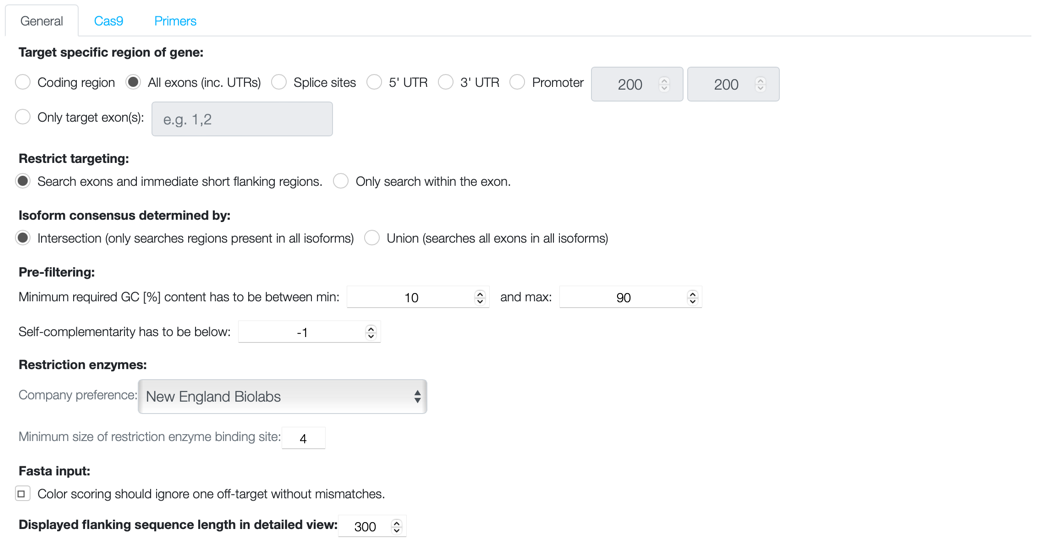 General Cas9 Primers
Target specific region of gene:
Coding region All exons (inc. UTRs) Splice sites 5' UTR 3' UTR Promoter 200 200
Only target exon(s): e.g. 1,2
Restrict targeting:
Search exons and immediate short flanking regions. Only search within the exon.
Isoform consensus determined by:
Intersection (only searches regions present in all isoforms) Union (searches all exons in all isoforms)
Pre-filtering:
Minimum required GC [%] content has to be between min: 10 and max: 90
Self-complementarity has to be below: -1
Restriction enzymes:
Company preference: New England Biolabs
Minimum size of restriction enzyme binding site: 4
Fasta input:
Color scoring should ignore one off-target without mismatches.
Displayed flanking sequence length in detailed view: 300